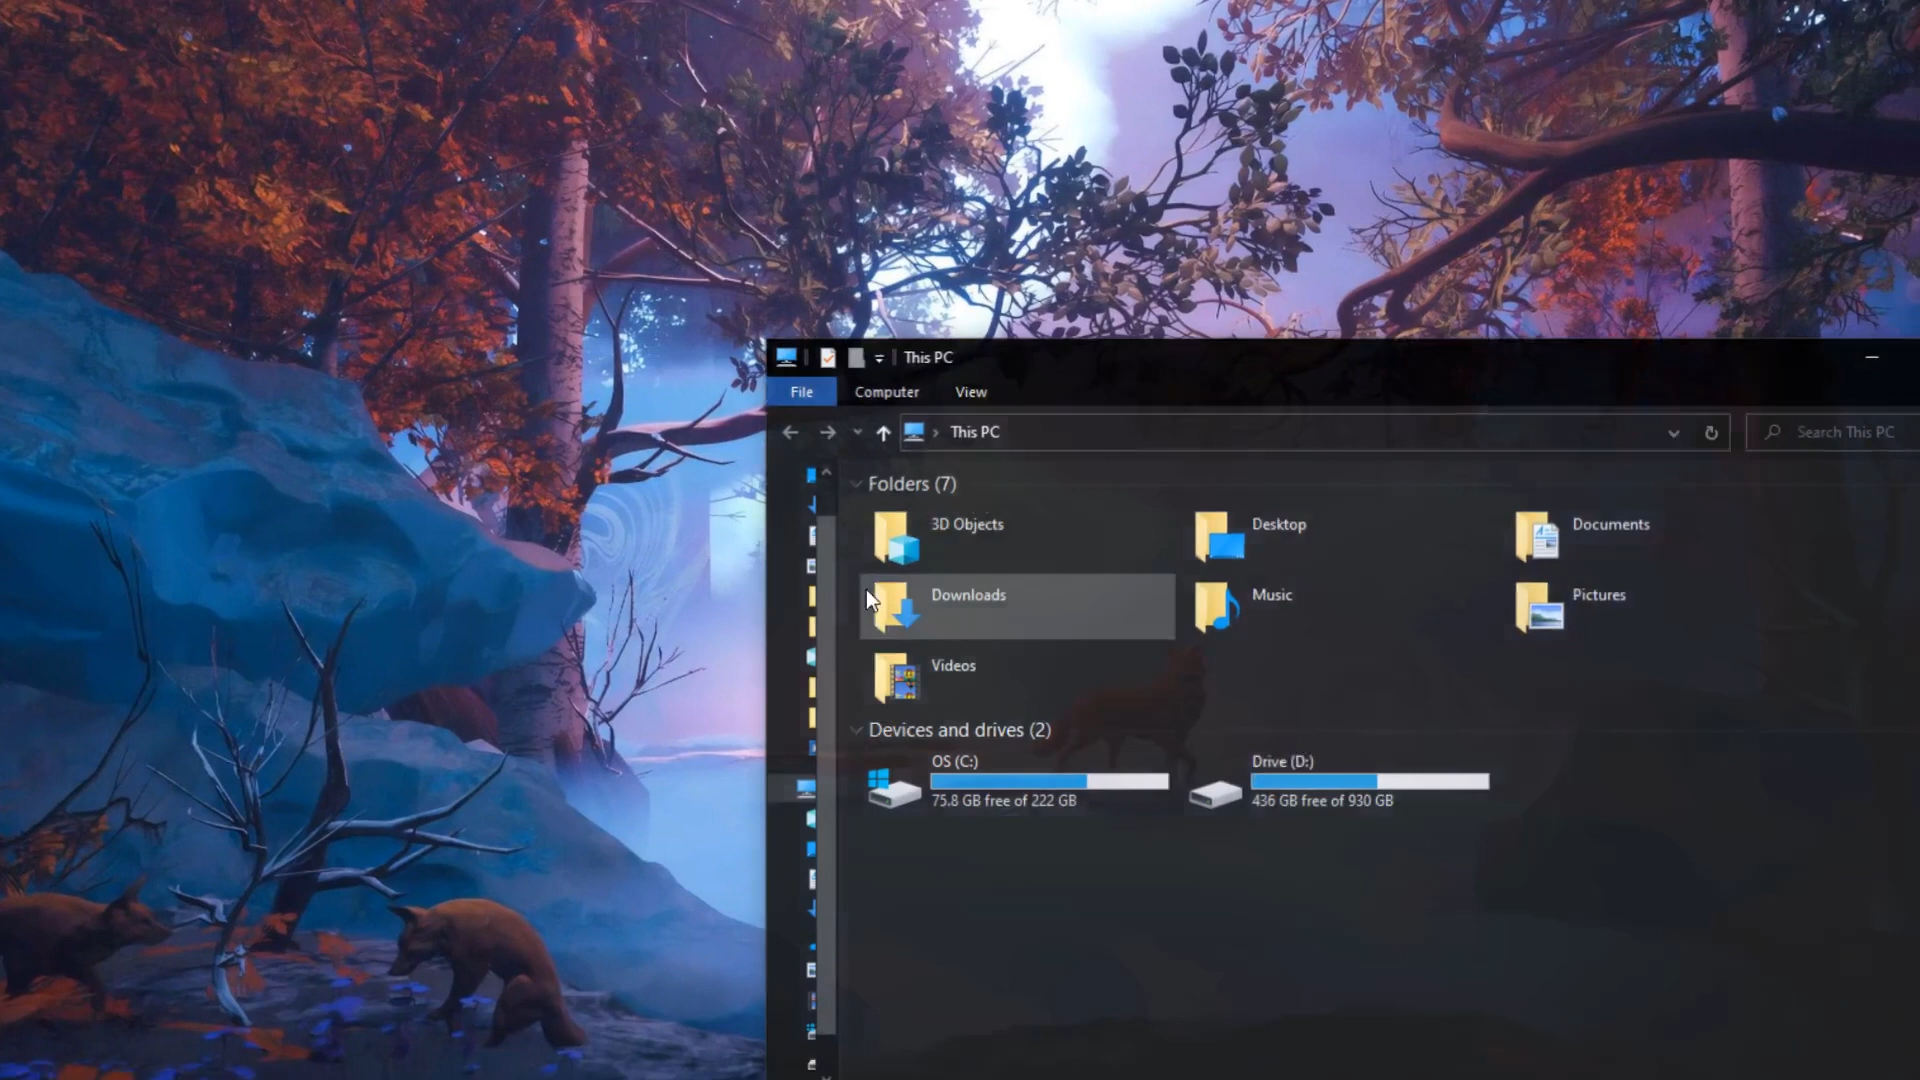 This PC
File Computer View
This PC Search This PC
Folders (7)
3D Objects Desktop Documents
Downloads Music Pictures
Videos
Devices and drives (2)
OS (C:) Drive (D:)
75.8 GB free of 222 GB 436 GB free of 930 GB